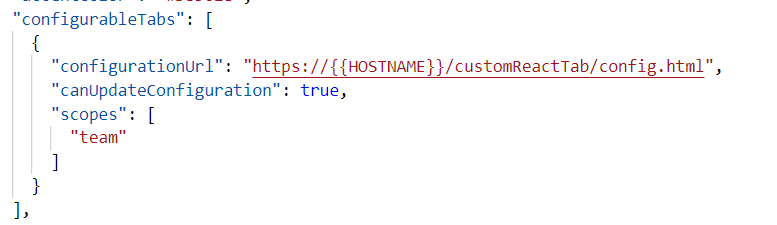 "configurableTabs": [
{
"configurationUrl": "https://{{HOSTNAME}}/customReactTab/config.html",
"canUpdateConfiguration": true,
"scopes": [
"team"
]
}
],